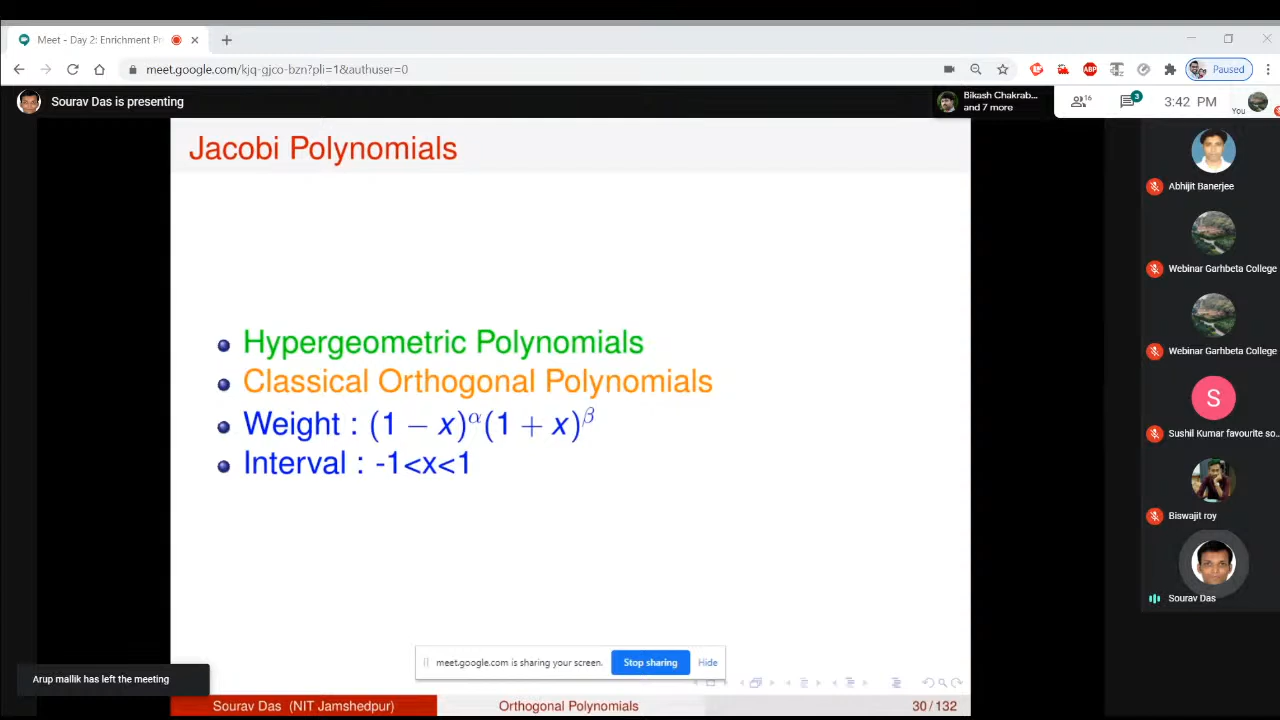 Meet - Day 2: Enrichment Pr
meet.google.com/kjq-gjco-bzn?pli=1&authuser=0
ABP
Paused
Sourav Das is presenting
Bikash Chakrab...
and 7 more
16
3
3:42 PM
You
Jacobi Polynomials
Hypergeometric Polynomials
Classical Orthogonal Polynomials
Weight : (1 − x)^α(1 + x)^β
Interval : -1<x<1
Abhijit Banerjee
Webinar Garhbeta College
Webinar Garhbeta College
S
Sushil Kumar favourite so...
Biswajit roy
Sourav Das
meet.google.com is sharing your screen.
Stop sharing
Hide
Arup mallik has left the meeting
Sourav Das (NIT Jamshedpur)
Orthogonal Polynomials
30 / 132